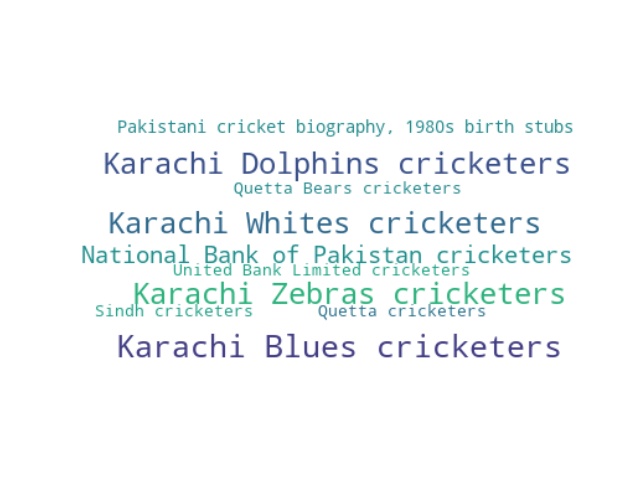 Pakistani cricket biography, 1980s birth stubs
Karachi Dolphins cricketers
Quetta Bears cricketers
Karachi Whites cricketers
National Bank of Pakistan cricketers
United Bank Limited cricketers
Karachi Zebras cricketers
Sindh cricketers Quetta cricketers
Karachi Blues cricketers